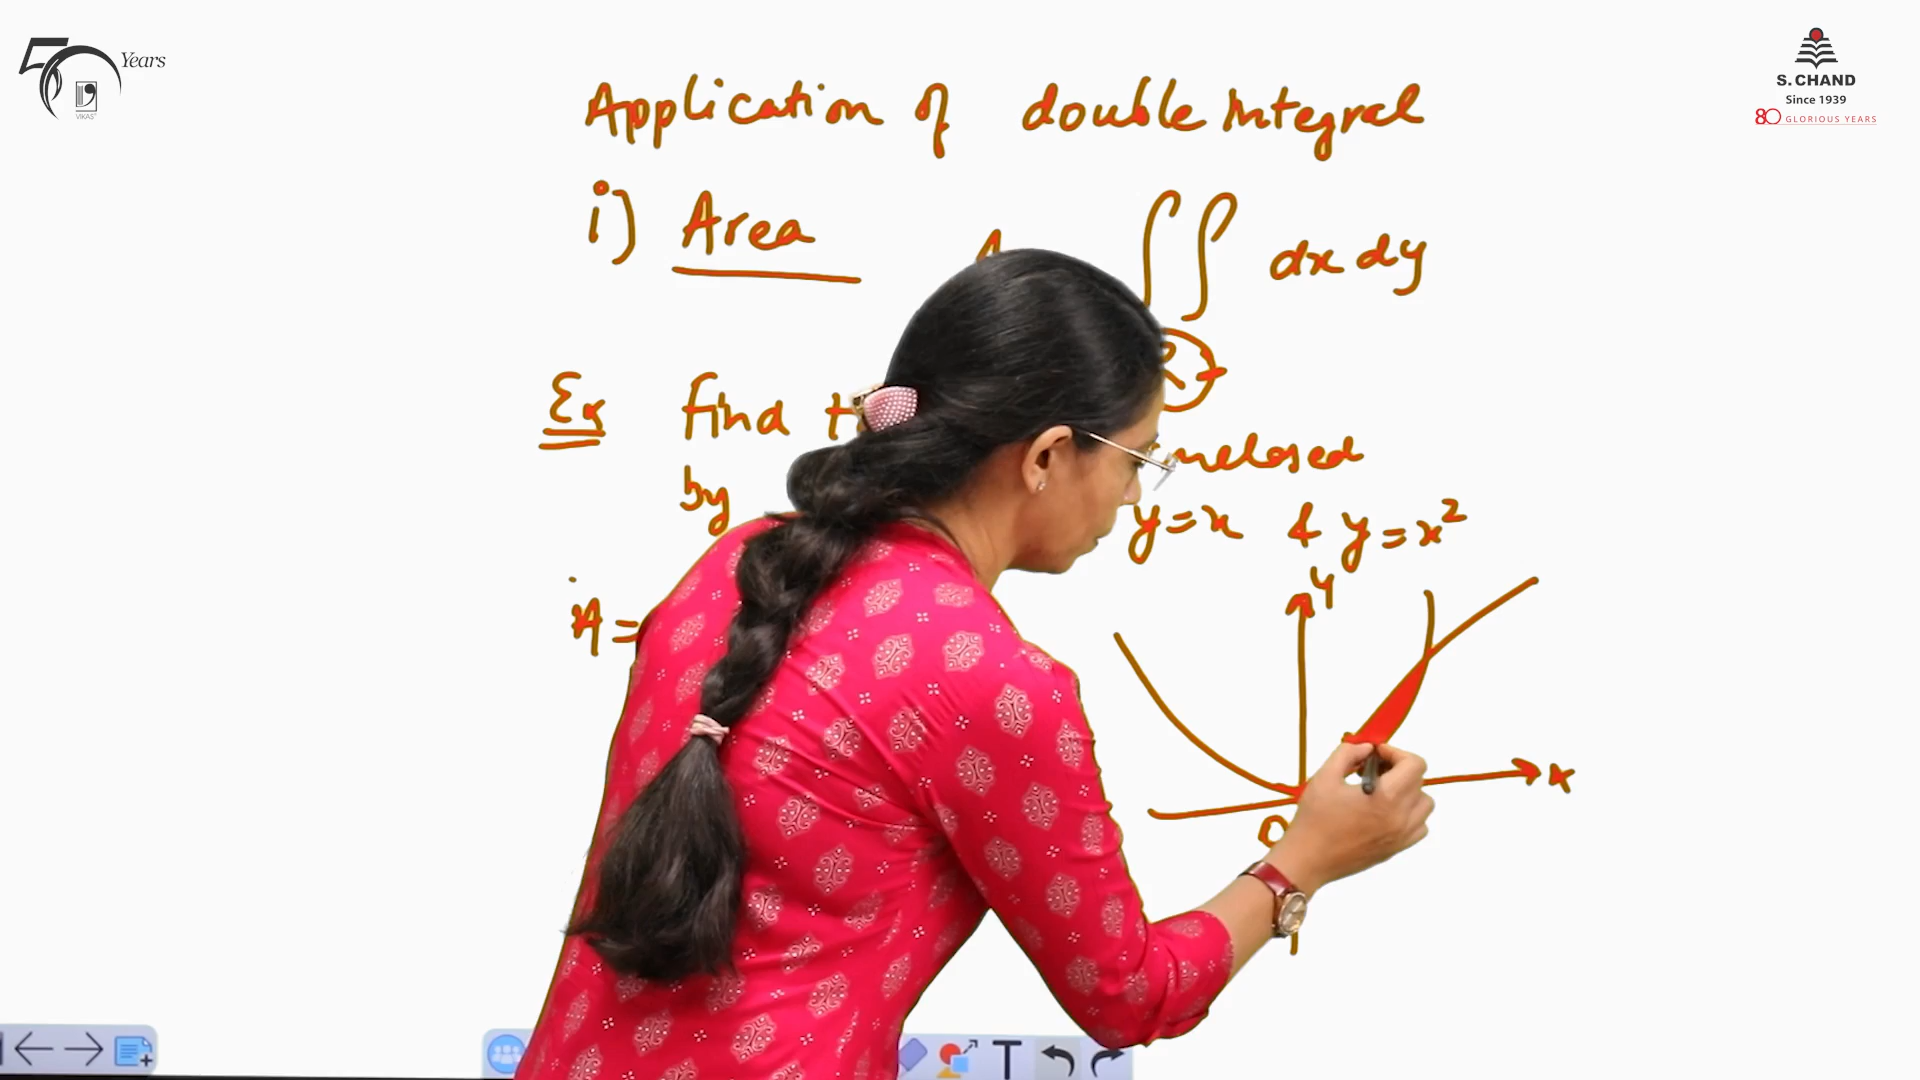 50 Years
VIKAS
S. CHAND
Since 1939
80 GLORIOUS YEARS
Application of double Integral
i) Area ∫∫ dx dy
Ex find enclosed
by y = x & y = x²
A =
y
x
O
T